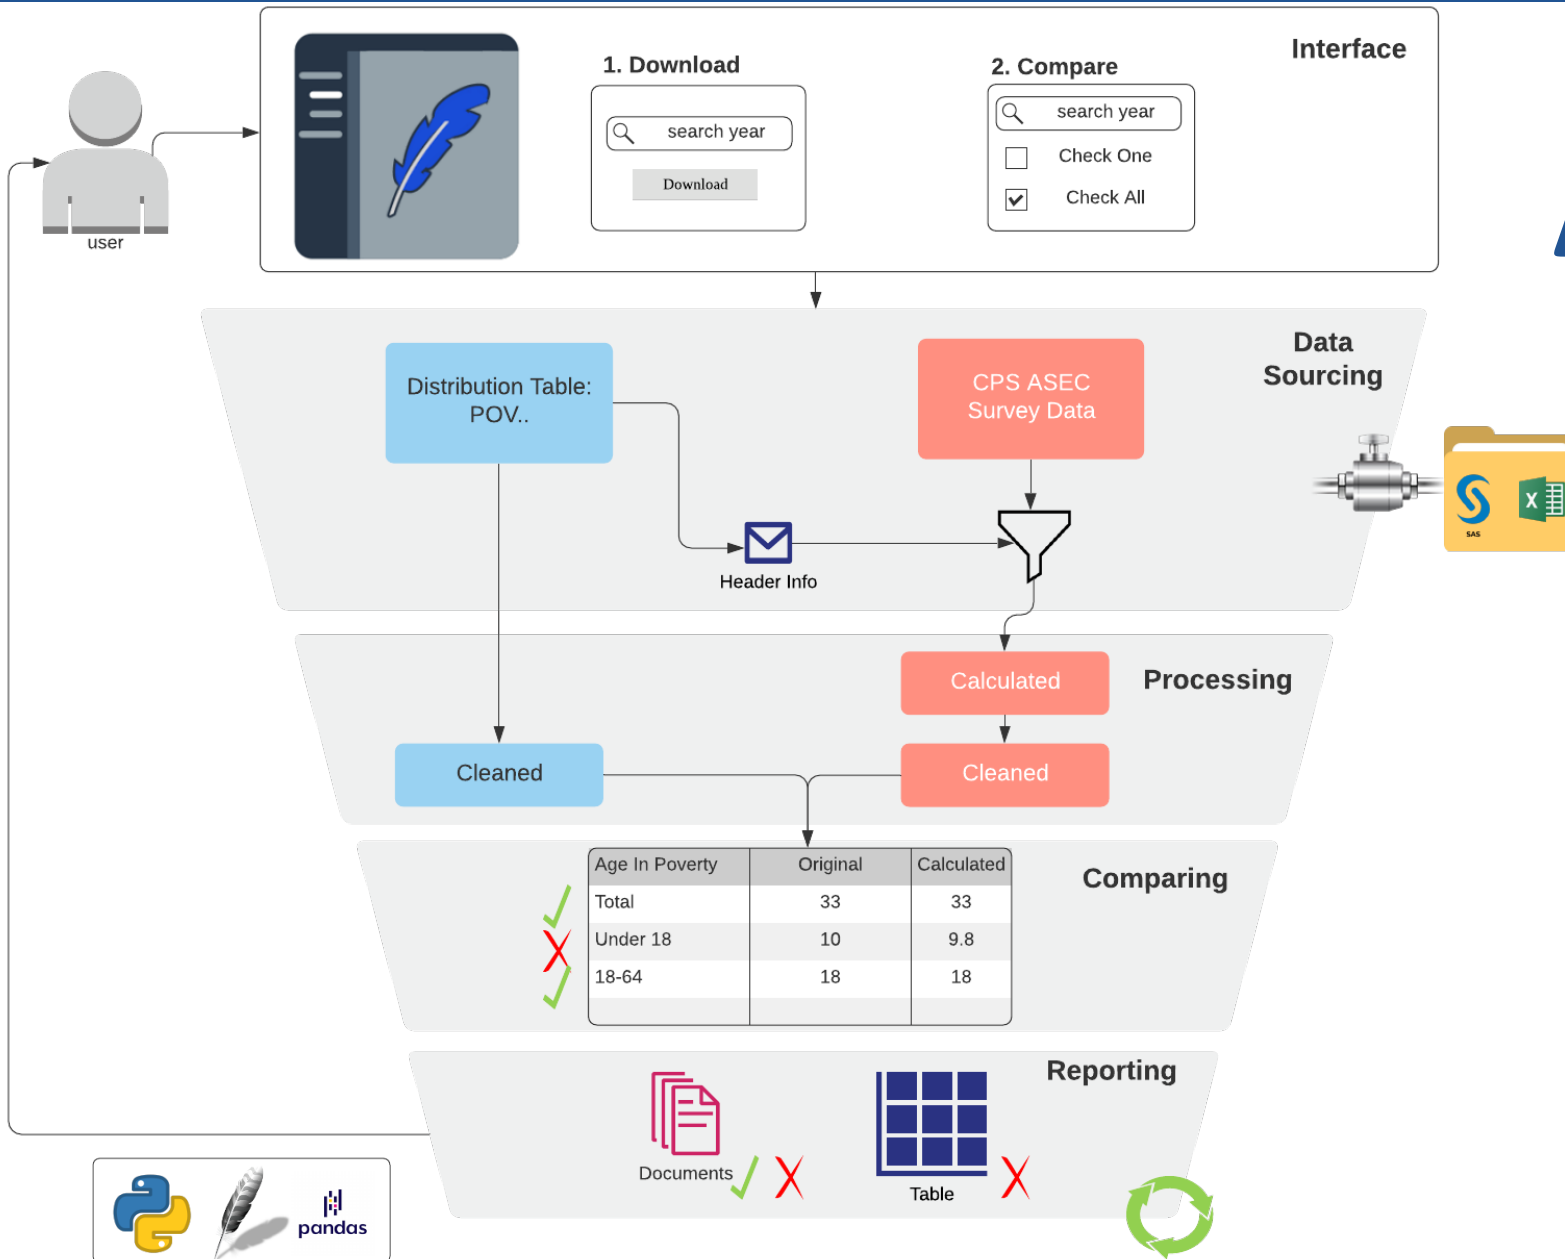 Interface
1. Download
search year
Download
2. Compare
search year
Check One
Check All
user
Data
Sourcing
Distribution Table:
POV..
CPS ASEC
Survey Data
Header Info
SAS
X
Processing
Calculated
Cleaned
Cleaned
Comparing
Age In Poverty Original Calculated
Total 33 33
Under 18 10 9.8
18-64 18 18
Reporting
Documents
Table
pandas